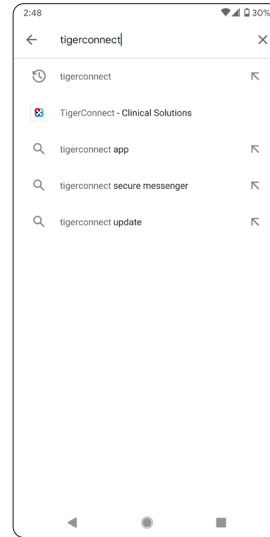 2:48 30%
tigerconnect
tigerconnect
TigerConnect - Clinical Solutions
tigerconnect app
tigerconnect secure messenger
tigerconnect update